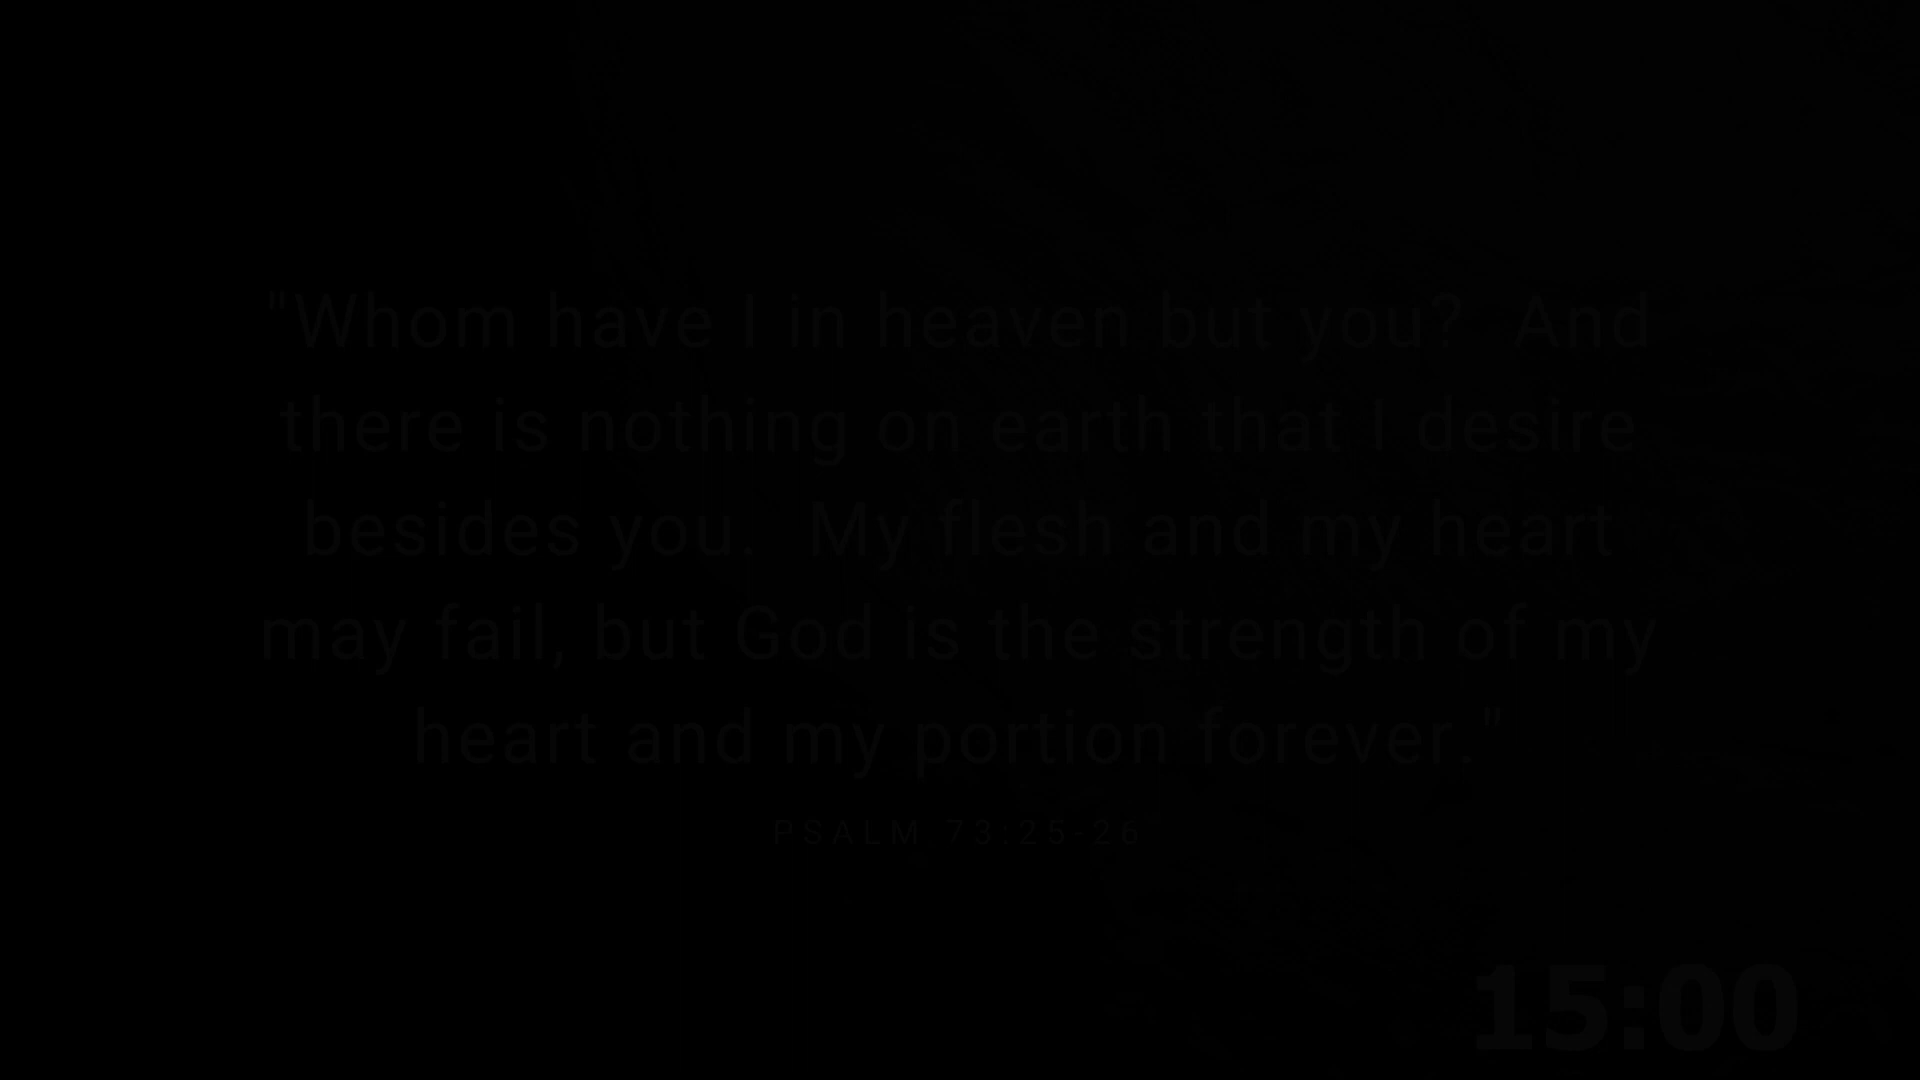 "Whom have I in heaven but you?  And
there is nothing on earth that I desire
besides you.  My flesh and my heart
may fail, but God is the strength of my
heart and my portion forever."
PSALM 73:25-26
15:00